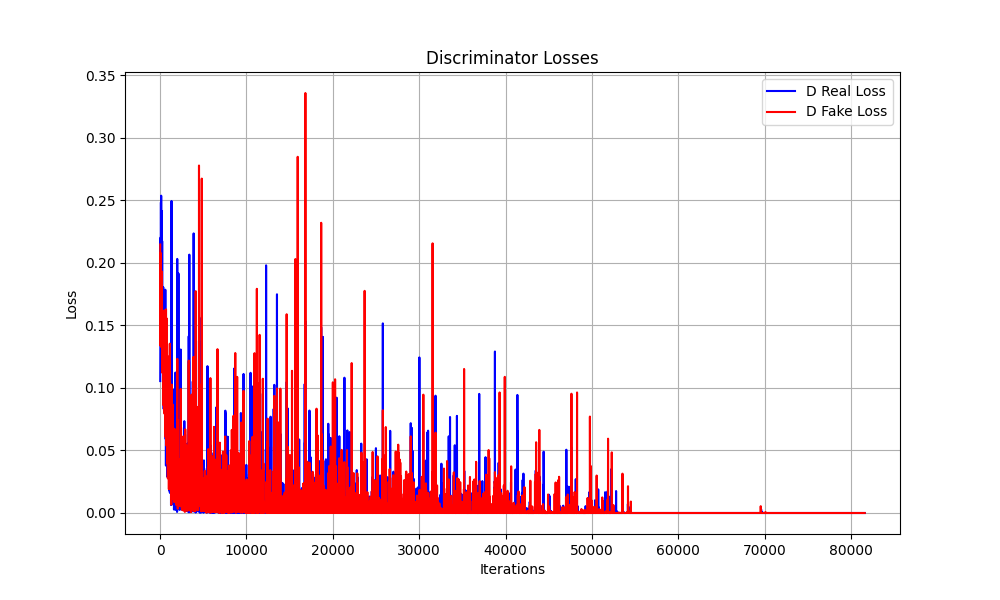 Discriminator Losses
0.35
0.30
0.25
0.20
0.15
0.10
0.05
0.00
Loss
D Real Loss
D Fake Loss
0 10000 20000 30000 40000 50000 60000 70000 80000
Iterations